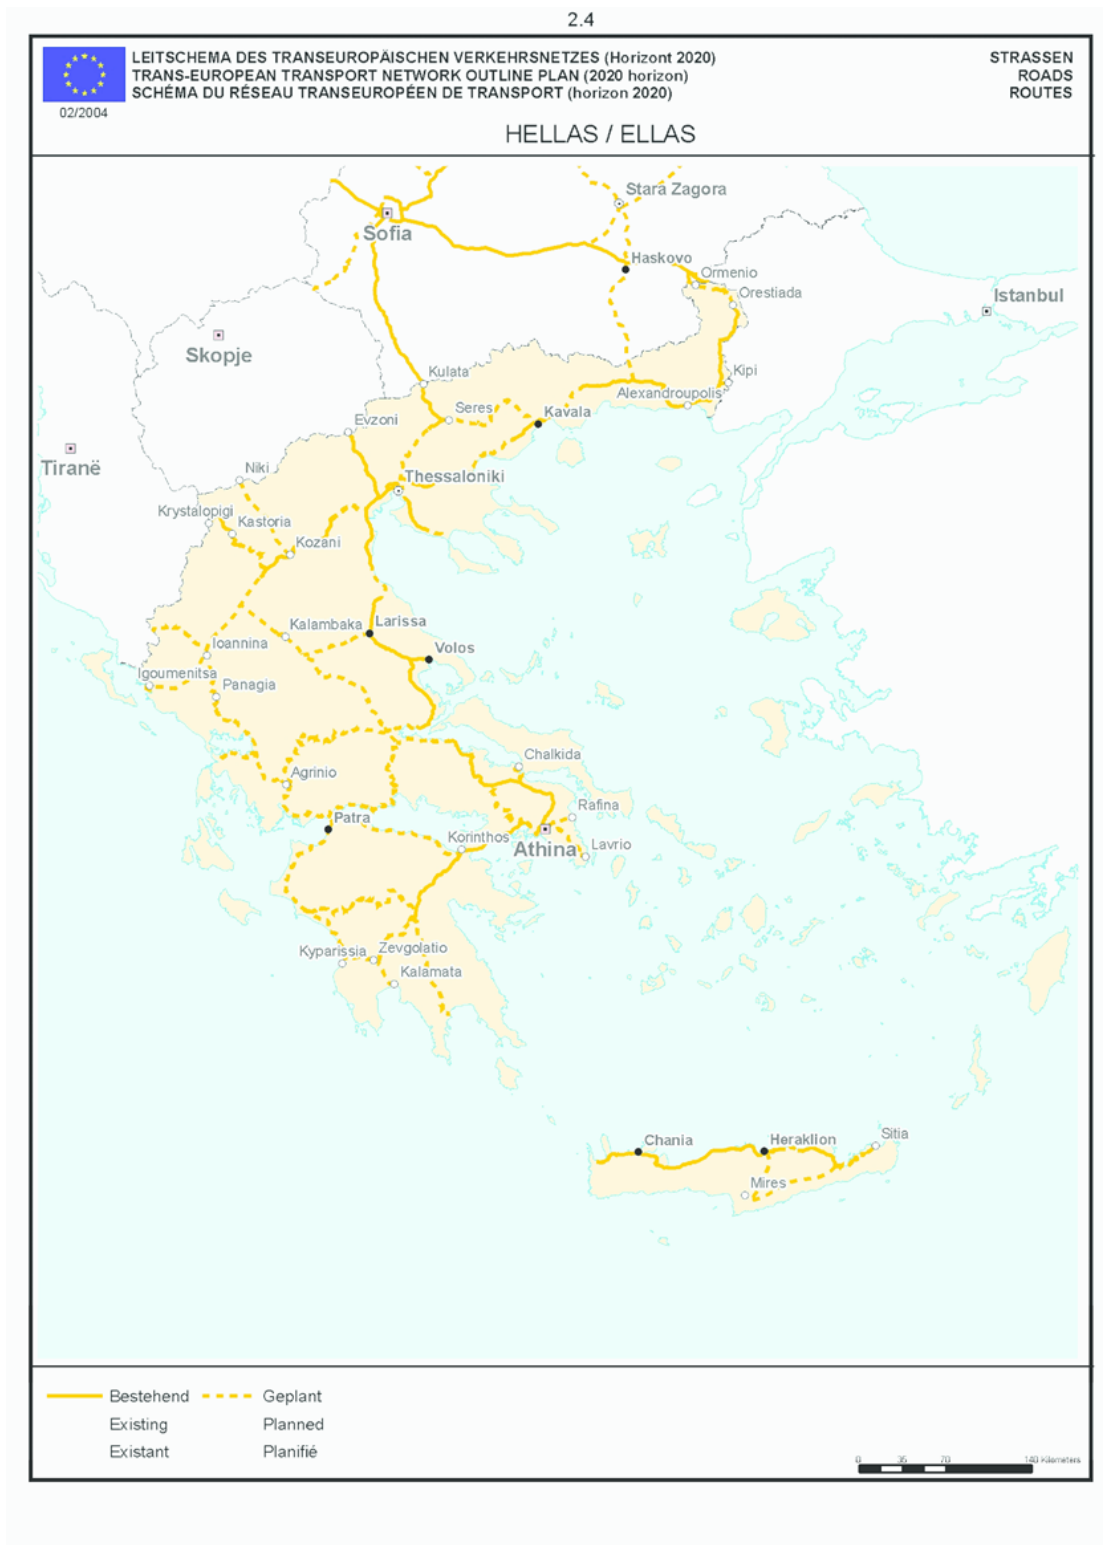 2.4
LEITSCHEMA DES TRANSEUROPÄISCHEN VERKEHRSNETZES (Horizont 2020)
TRANS-EUROPEAN TRANSPORT NETWORK OUTLINE PLAN (2020 horizon)
SCHÉMA DU RÉSEAU TRANSEUROPÉEN DE TRANSPORT (horizon 2020)
STRASSEN
ROADS
ROUTES
02/2004
HELLAS / ELLAS
Stara Zagora
Sofia
Haskovo
Ormenio
Orestiada
Istanbul
Skopje
Kulata
Kipi
Alexandroupolis
Seres
Kavala
Evzoni
Tiranë
Niki
Thessaloniki
Krystalopigi
Kastoria
Kozani
Kalambaka
Larissa
Ioannina
Volos
Igoumenitsa
Panagia
Chalkida
Agrinio
Rafina
Patra
Korinthos
Athina
Lavrio
Kyparissia
Zevgolatio
Kalamata
Chania
Heraklion
Sitia
Mires
Bestehend
Geplant
Existing
Planned
Existant
Planifié
0 35 70 140 Kilometers